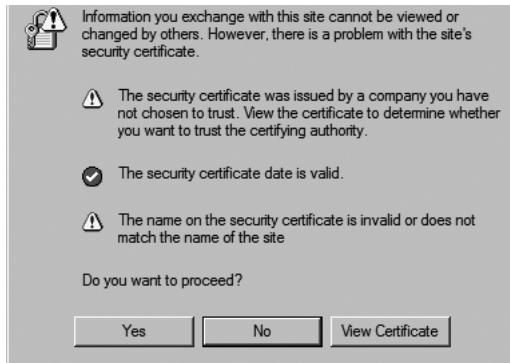 Information you exchange with this site cannot be viewed or
changed by others. However, there is a problem with the site's
security certificate.
The security certificate was issued by a company you have
not chosen to trust. View the certificate to determine whether
you want to trust the certifying authority.
The security certificate date is valid.
The name on the security certificate is invalid or does not
match the name of the site
Do you want to proceed?
Yes No View Certificate